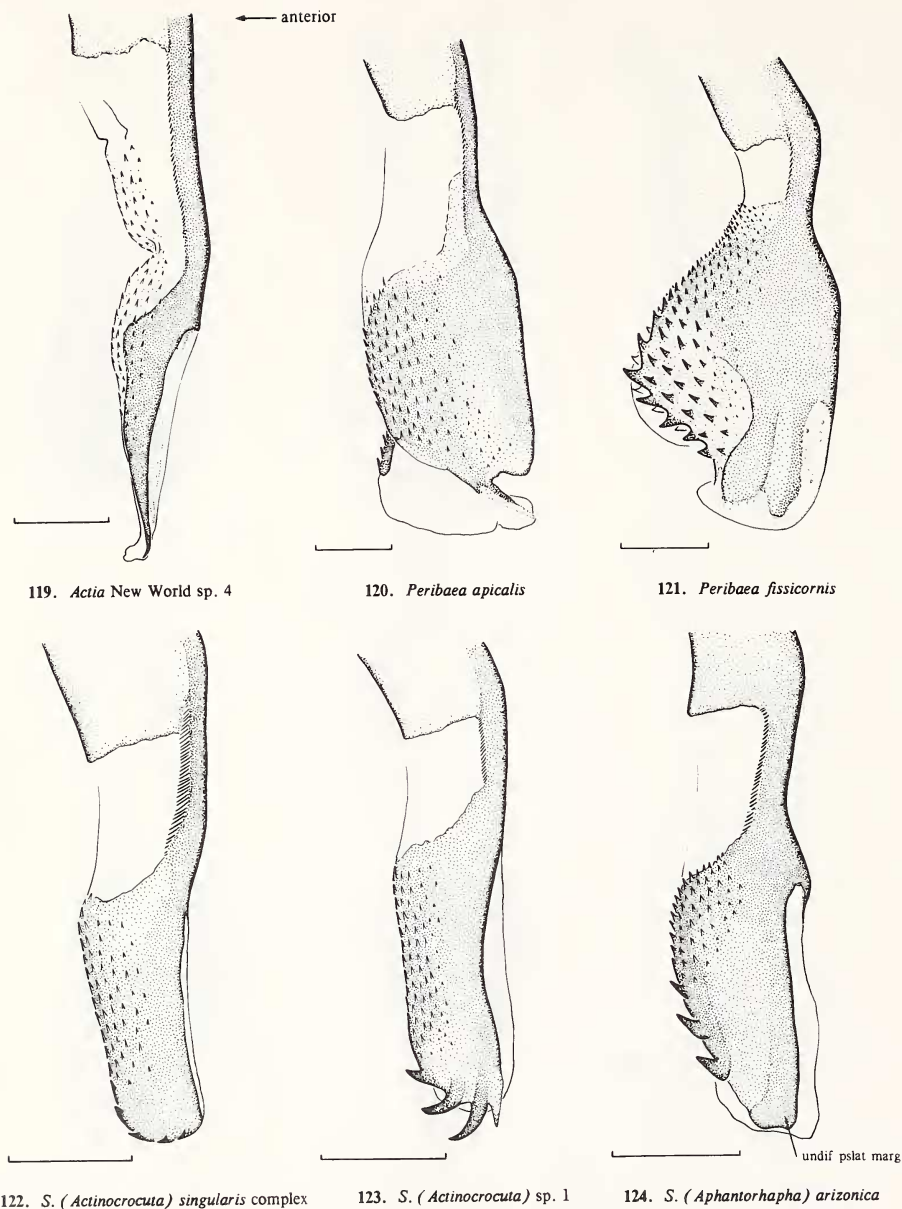 ← anterior
119. Actia New World sp. 4
120. Peribaea apicalis
121. Peribaea fissicornis
undif pslat marg
122. S. (Actinocrocuta) singularis complex
123. S. (Actinocrocuta) sp. 1
124. S. (Aphantorhapha) arizonica